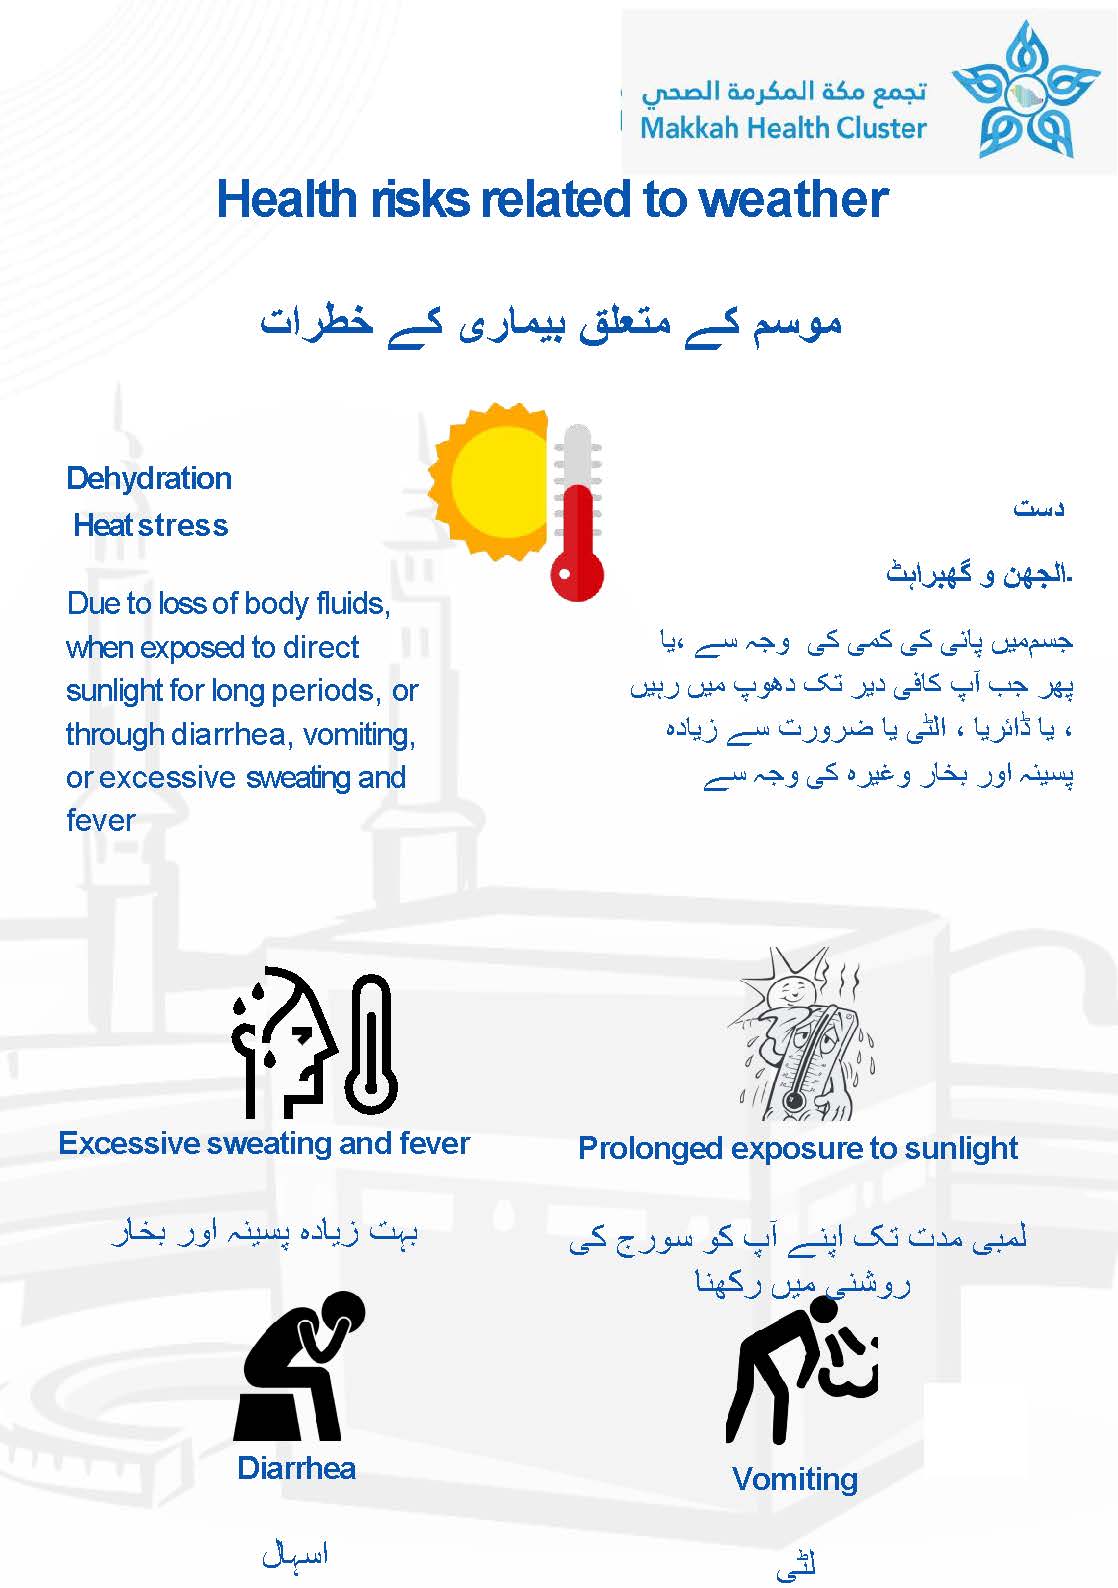 تجمع مكة المكرمة الصحي
Makkah Health Cluster
Health risks related to weather
موسم کے متعلق بیماری کے خطرات
Dehydration
Heat stress
Due to loss of body fluids,
when exposed to direct
sunlight for long periods, or
through diarrhea, vomiting,
or excessive sweating and
fever
دست
-الجھن و گھبراہٹ
جسم‌میں پانی کی کمی کی وجہ سے ،یا
پھر جب آپ کافی دیر تک دھوپ میں رہیں
، یا ڈائریا ، الٹی یا ضرورت سے زیادہ
پسینہ اور بخار وغیرہ کی وجہ سے
Excessive sweating and fever
بہت زیادہ پسینہ اور بخار
Prolonged exposure to sunlight
لمبی مدت تک اپنے آپ کو سورج کی
روشنی میں رکھنا
Diarrhea
اسہال
Vomiting
لٹی